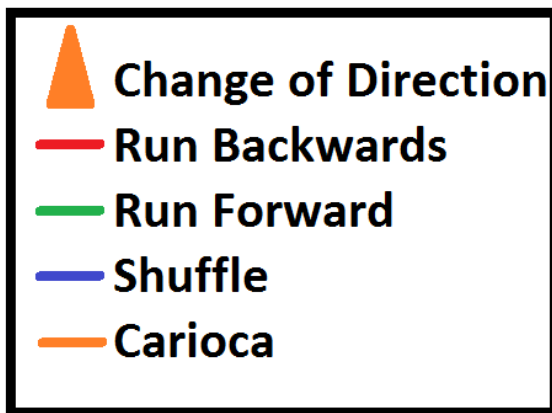 Change of Direction
Run Backwards
Run Forward
Shuffle
Carioca